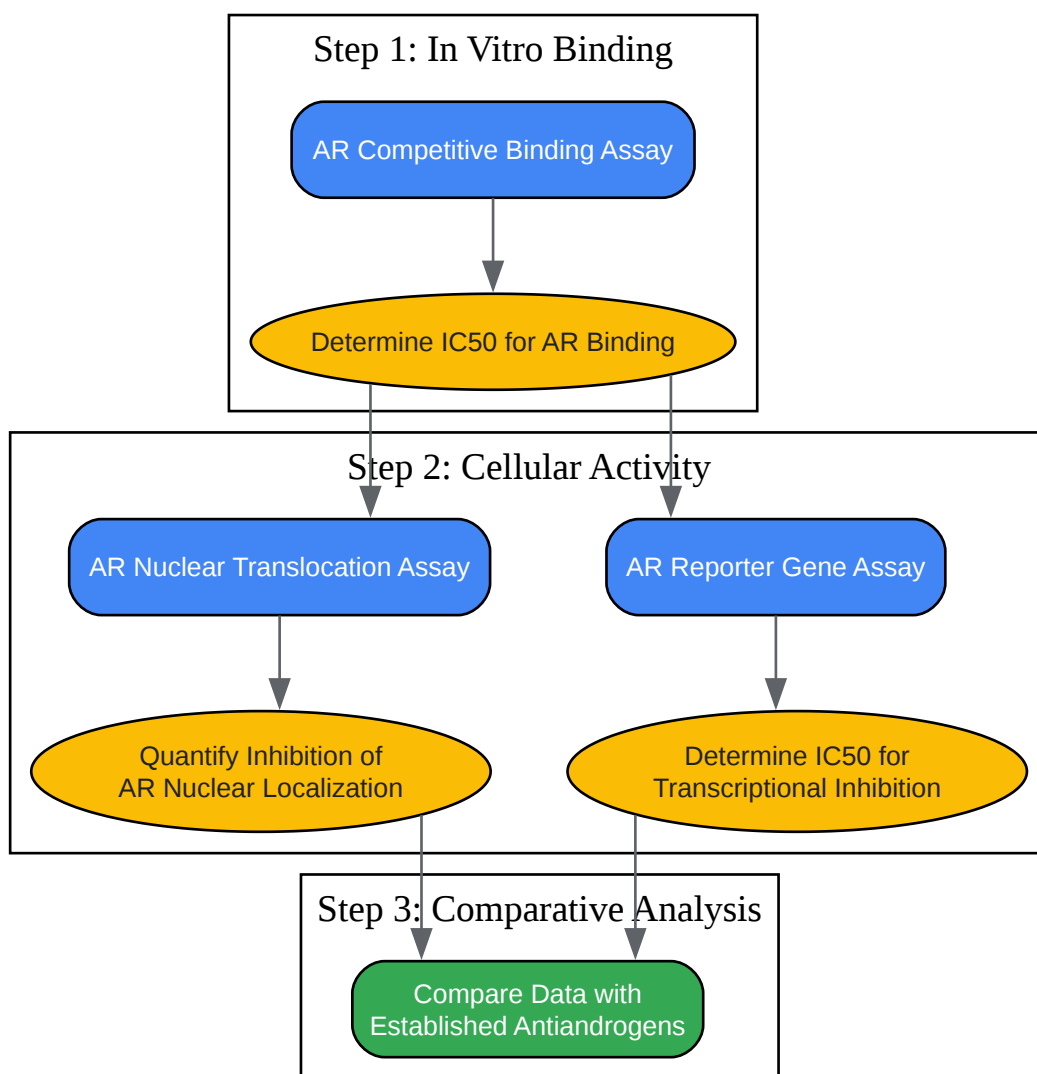 Step 1: In Vitro Binding
AR Competitive Binding Assay
Determine IC50 for AR Binding
Step 2: Cellular Activity
AR Nuclear Translocation Assay
AR Reporter Gene Assay
Quantify Inhibition of
AR Nuclear Localization
Determine IC50 for
Transcriptional Inhibition
Step 3: Comparative Analysis
Compare Data with
Established Antiandrogens